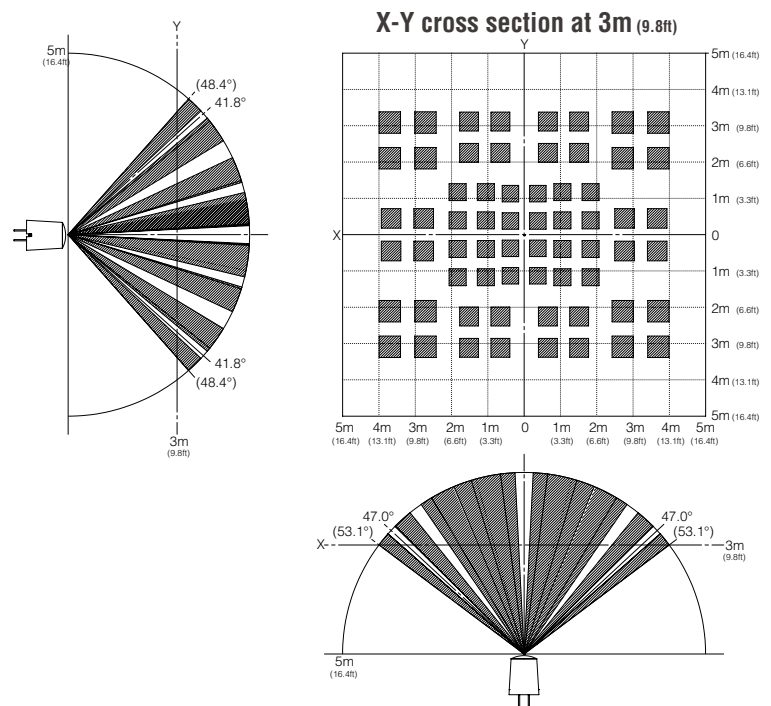 X-Y cross section at 3m (9.8ft)
Y
5m
(16.4ft)
(48.4°)
41.8°
41.8°
(48.4°)
3m
(9.8ft)
Y
X
5m (16.4ft)
4m (13.1ft)
3m (9.8ft)
2m (6.6ft)
1m (3.3ft)
0
1m (3.3ft)
2m (6.6ft)
3m (9.8ft)
4m (13.1ft)
5m (16.4ft)
5m 4m 3m 2m 1m 0 1m 2m 3m 4m 5m
(16.4ft) (13.1ft) (9.8ft) (6.6ft) (3.3ft) (3.3ft) (6.6ft) (9.8ft) (13.1ft) (16.4ft)
47.0° 47.0°
(53.1°) (53.1°)
X 3m
(9.8ft)
5m
(16.4ft)